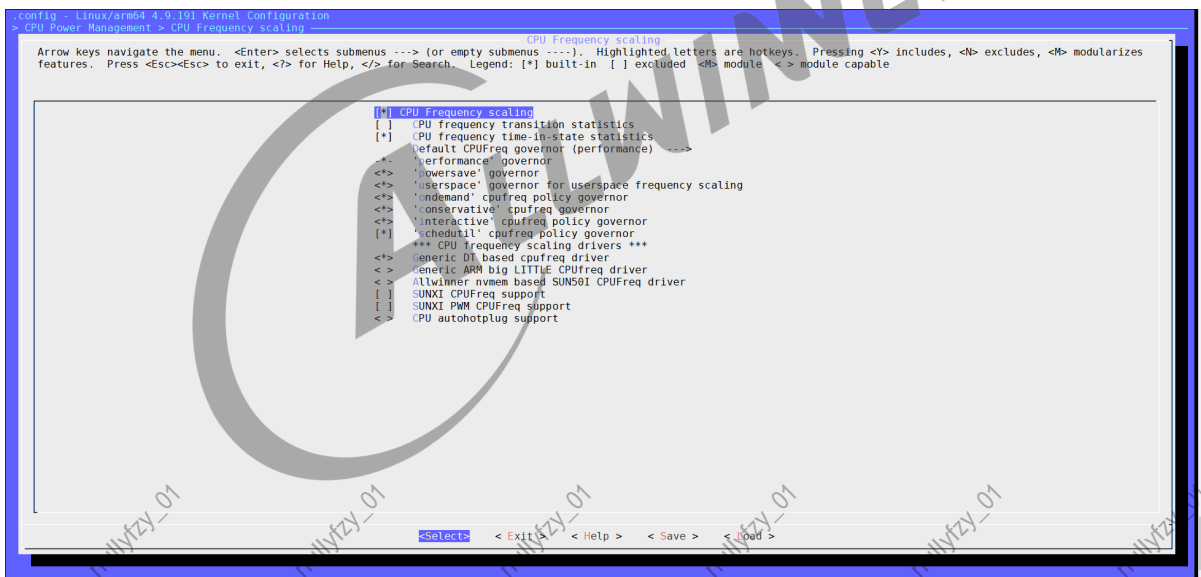 .config - Linux/arm64 4.9.191 Kernel Configuration
> CPU Power Management > CPU Frequency scaling
CPU Frequency scaling
Arrow keys navigate the menu.  <Enter> selects submenus ---> (or empty submenus ----).  Highlighted letters are hotkeys.  Pressing <Y> includes, <N> excludes, <M> modularizes
features.  Press <Esc><Esc> to exit, <?> for Help, </> for Search.  Legend: [*] built-in  [ ] excluded  <M> module  < > module capable
[*] CPU Frequency scaling
[ ]   CPU frequency transition statistics
[*]   CPU frequency time-in-state statistics
Default CPUFreq governor (performance)  --->
-*-   'performance' governor
<*>   'powersave' governor
<*>   'userspace' governor for userspace frequency scaling
<*>   'ondemand' cpufreq policy governor
<*>   'conservative' cpufreq governor
<*>   'interactive' cpufreq policy governor
[*]   'schedutil' cpufreq policy governor
*** CPU frequency scaling drivers ***
<*>   Generic DT based cpufreq driver
< >   Generic ARM big LITTLE CPUfreq driver
< >   Allwinner nvmem based SUN50I CPUFreq driver
[ ]   SUNXI CPUFreq support
[ ]   SUNXI PWM CPUFreq support
< >   CPU autohotplug support
<Select>    < Exit >    < Help >    < Save >    < Load >
ALLWINNER